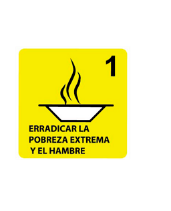 1
ERRADICAR LA
POBREZA EXTREMA
Y EL HAMBRE